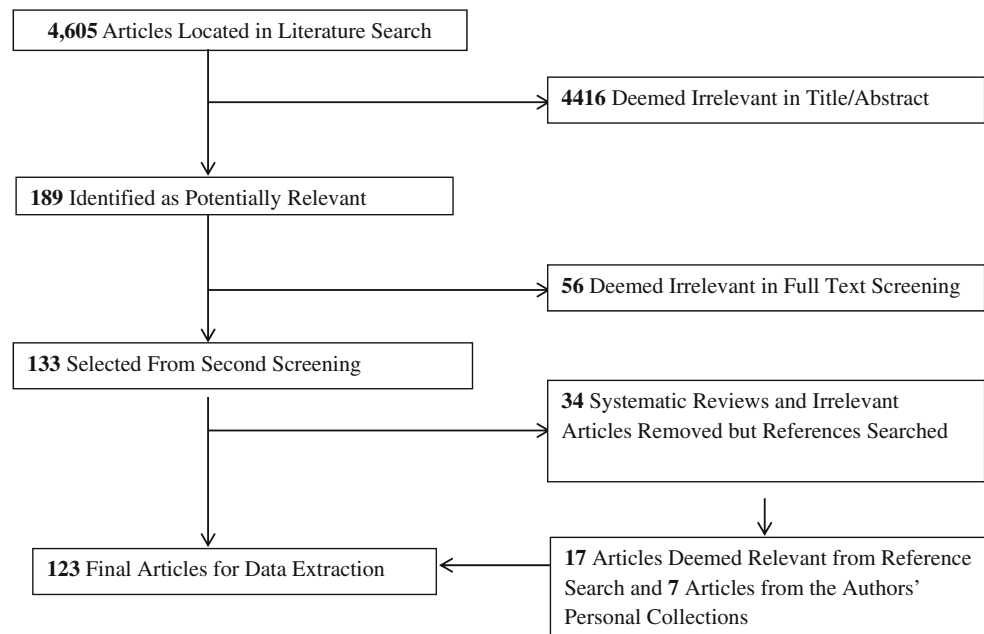 4,605 Articles Located in Literature Search
4416 Deemed Irrelevant in Title/Abstract
189 Identified as Potentially Relevant
56 Deemed Irrelevant in Full Text Screening
133 Selected From Second Screening
34 Systematic Reviews and Irrelevant
Articles Removed but References Searched
123 Final Articles for Data Extraction
17 Articles Deemed Relevant from Reference
Search and 7 Articles from the Authors’
Personal Collections